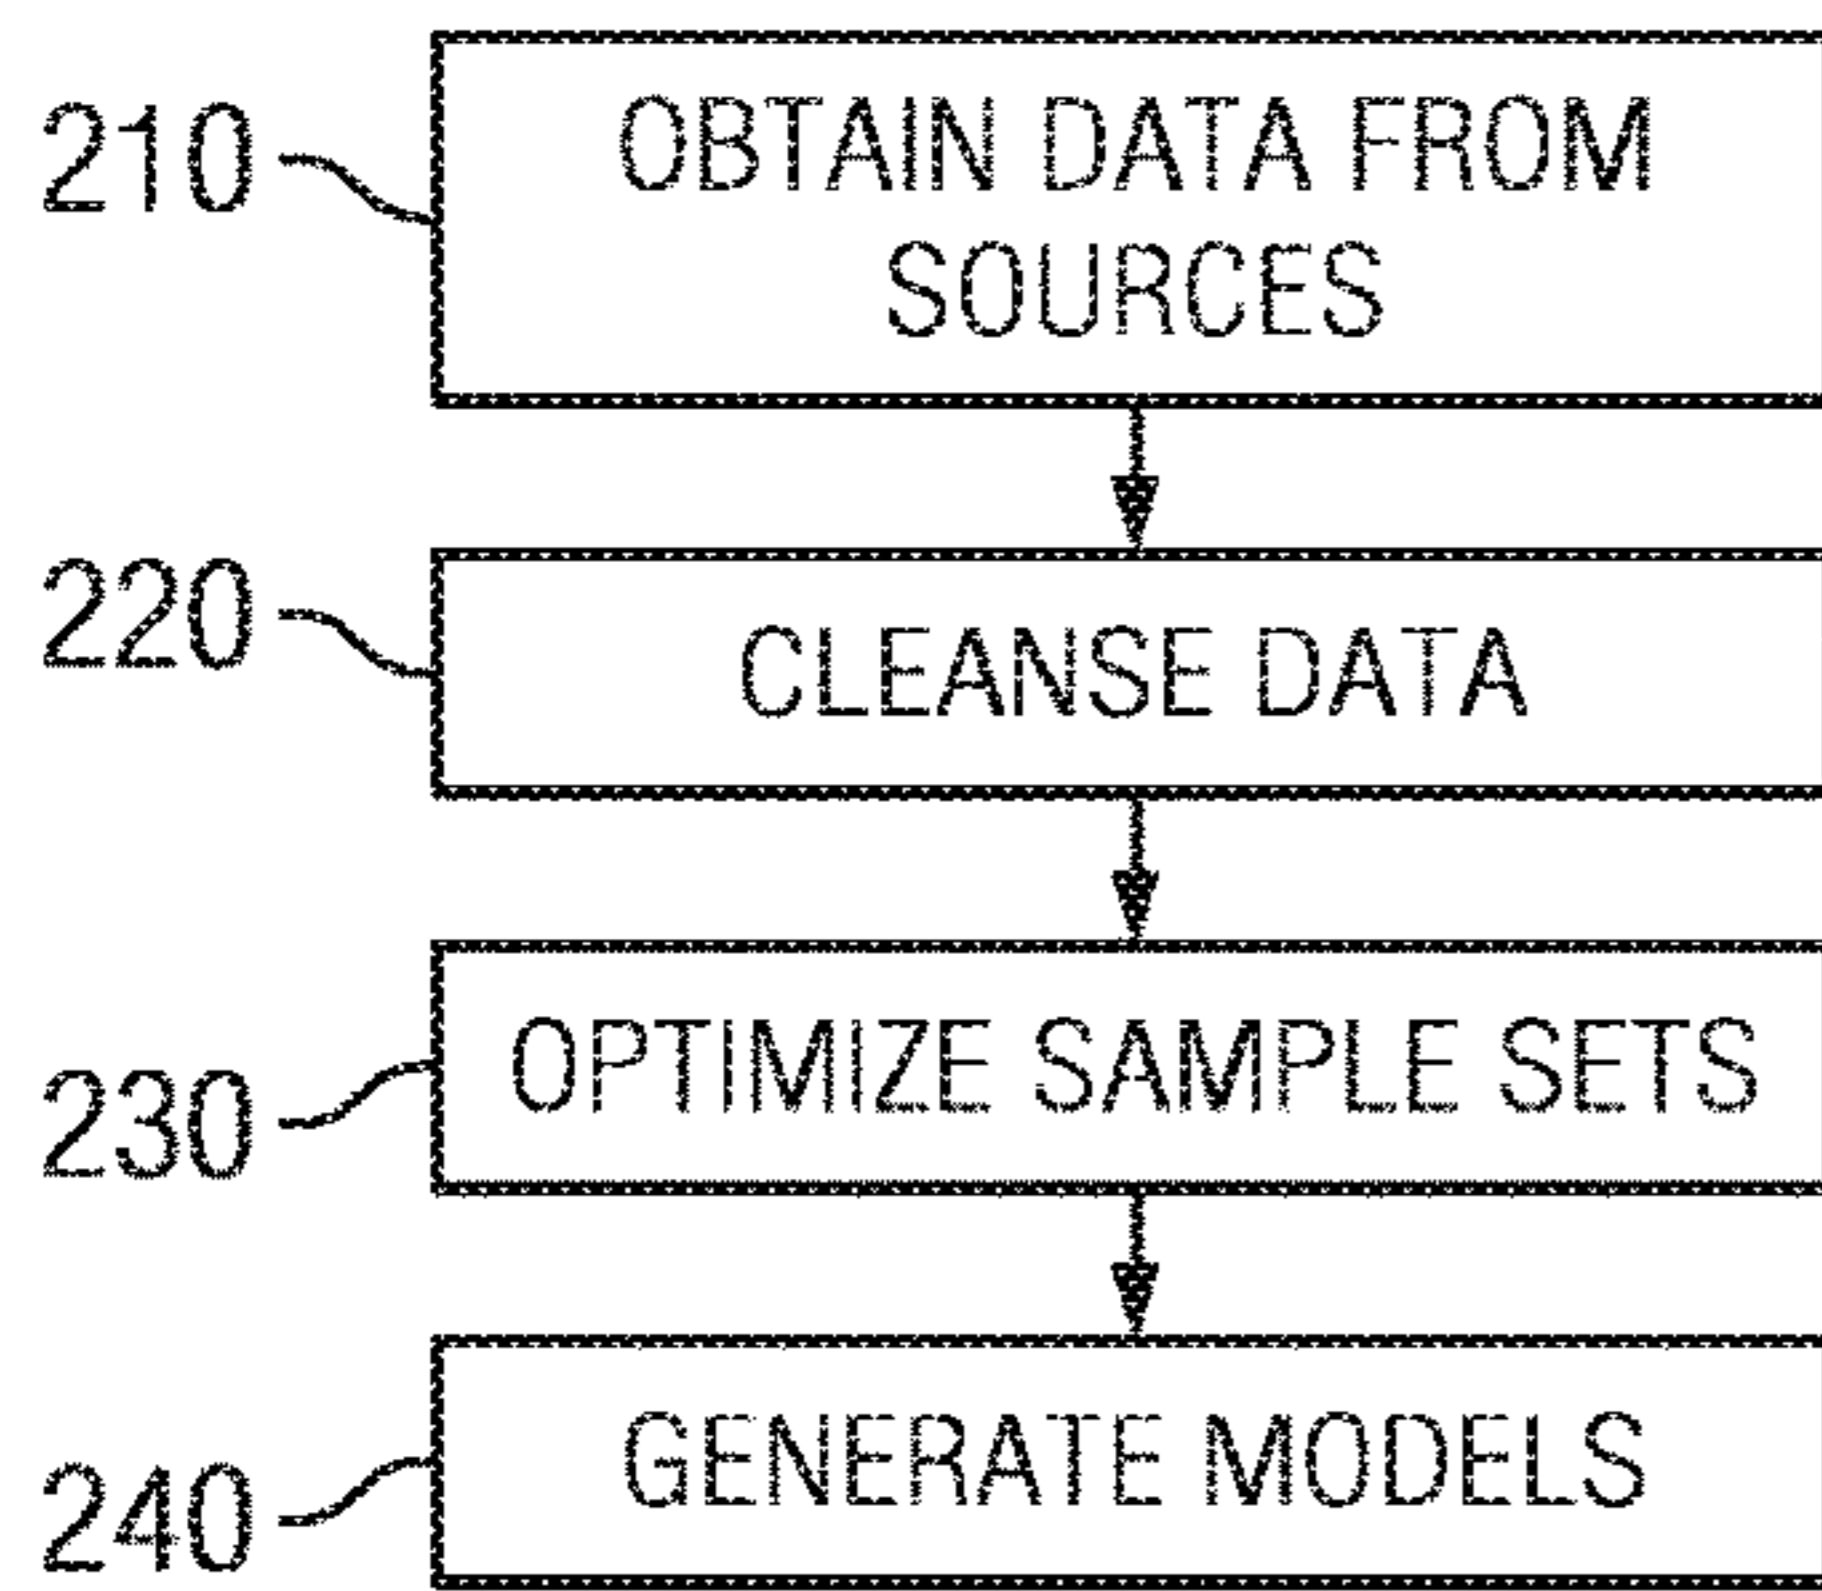 210
OBTAIN DATA FROM
SOURCES
220
CLEANSE DATA
230
OPTIMIZE SAMPLE SETS
240
GENERATE MODELS